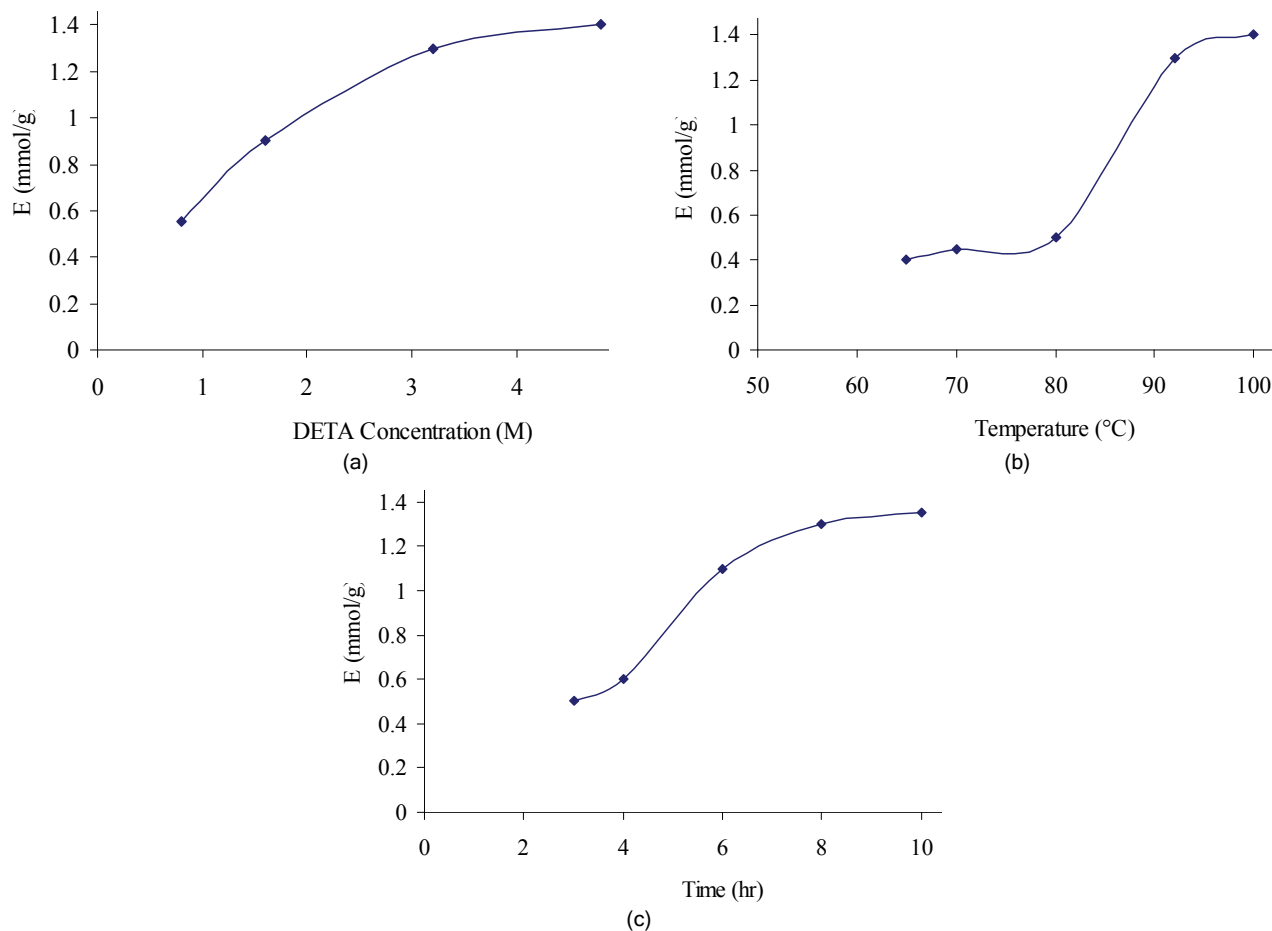 1.4
1.2
1
0.8
0.6
0.4
0.2
0
E (mmol/g)
0 1 2 3 4
DETA Concentration (M)
(a)
1.4
1.2
1
0.8
0.6
0.4
0.2
0
E (mmol/g)
50 60 70 80 90 100
Temperature (°C)
(b)
1.4
1.2
1
0.8
0.6
0.4
0.2
0
E (mmol/g)
0 2 4 6 8 10
Time (hr)
(c)